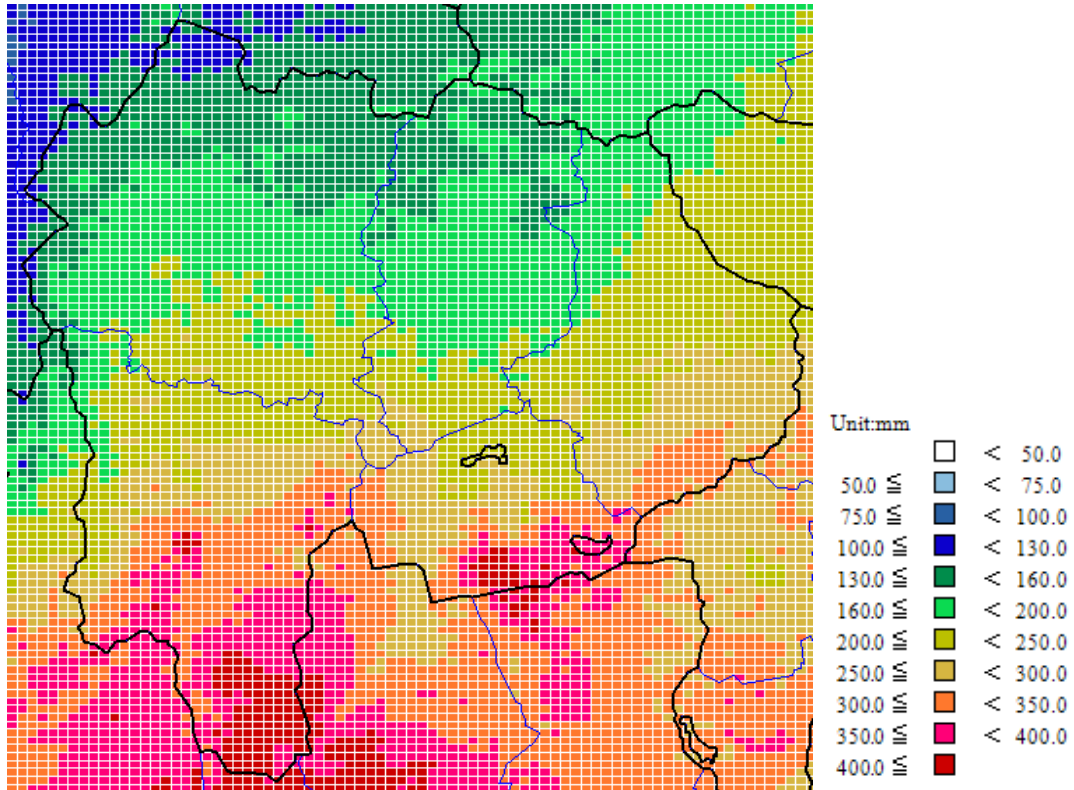 Unit:mm
< 50.0
50.0 ≦ < 75.0
75.0 ≦ < 100.0
100.0 ≦ < 130.0
130.0 ≦ < 160.0
160.0 ≦ < 200.0
200.0 ≦ < 250.0
250.0 ≦ < 300.0
300.0 ≦ < 350.0
350.0 ≦ < 400.0
400.0 ≦